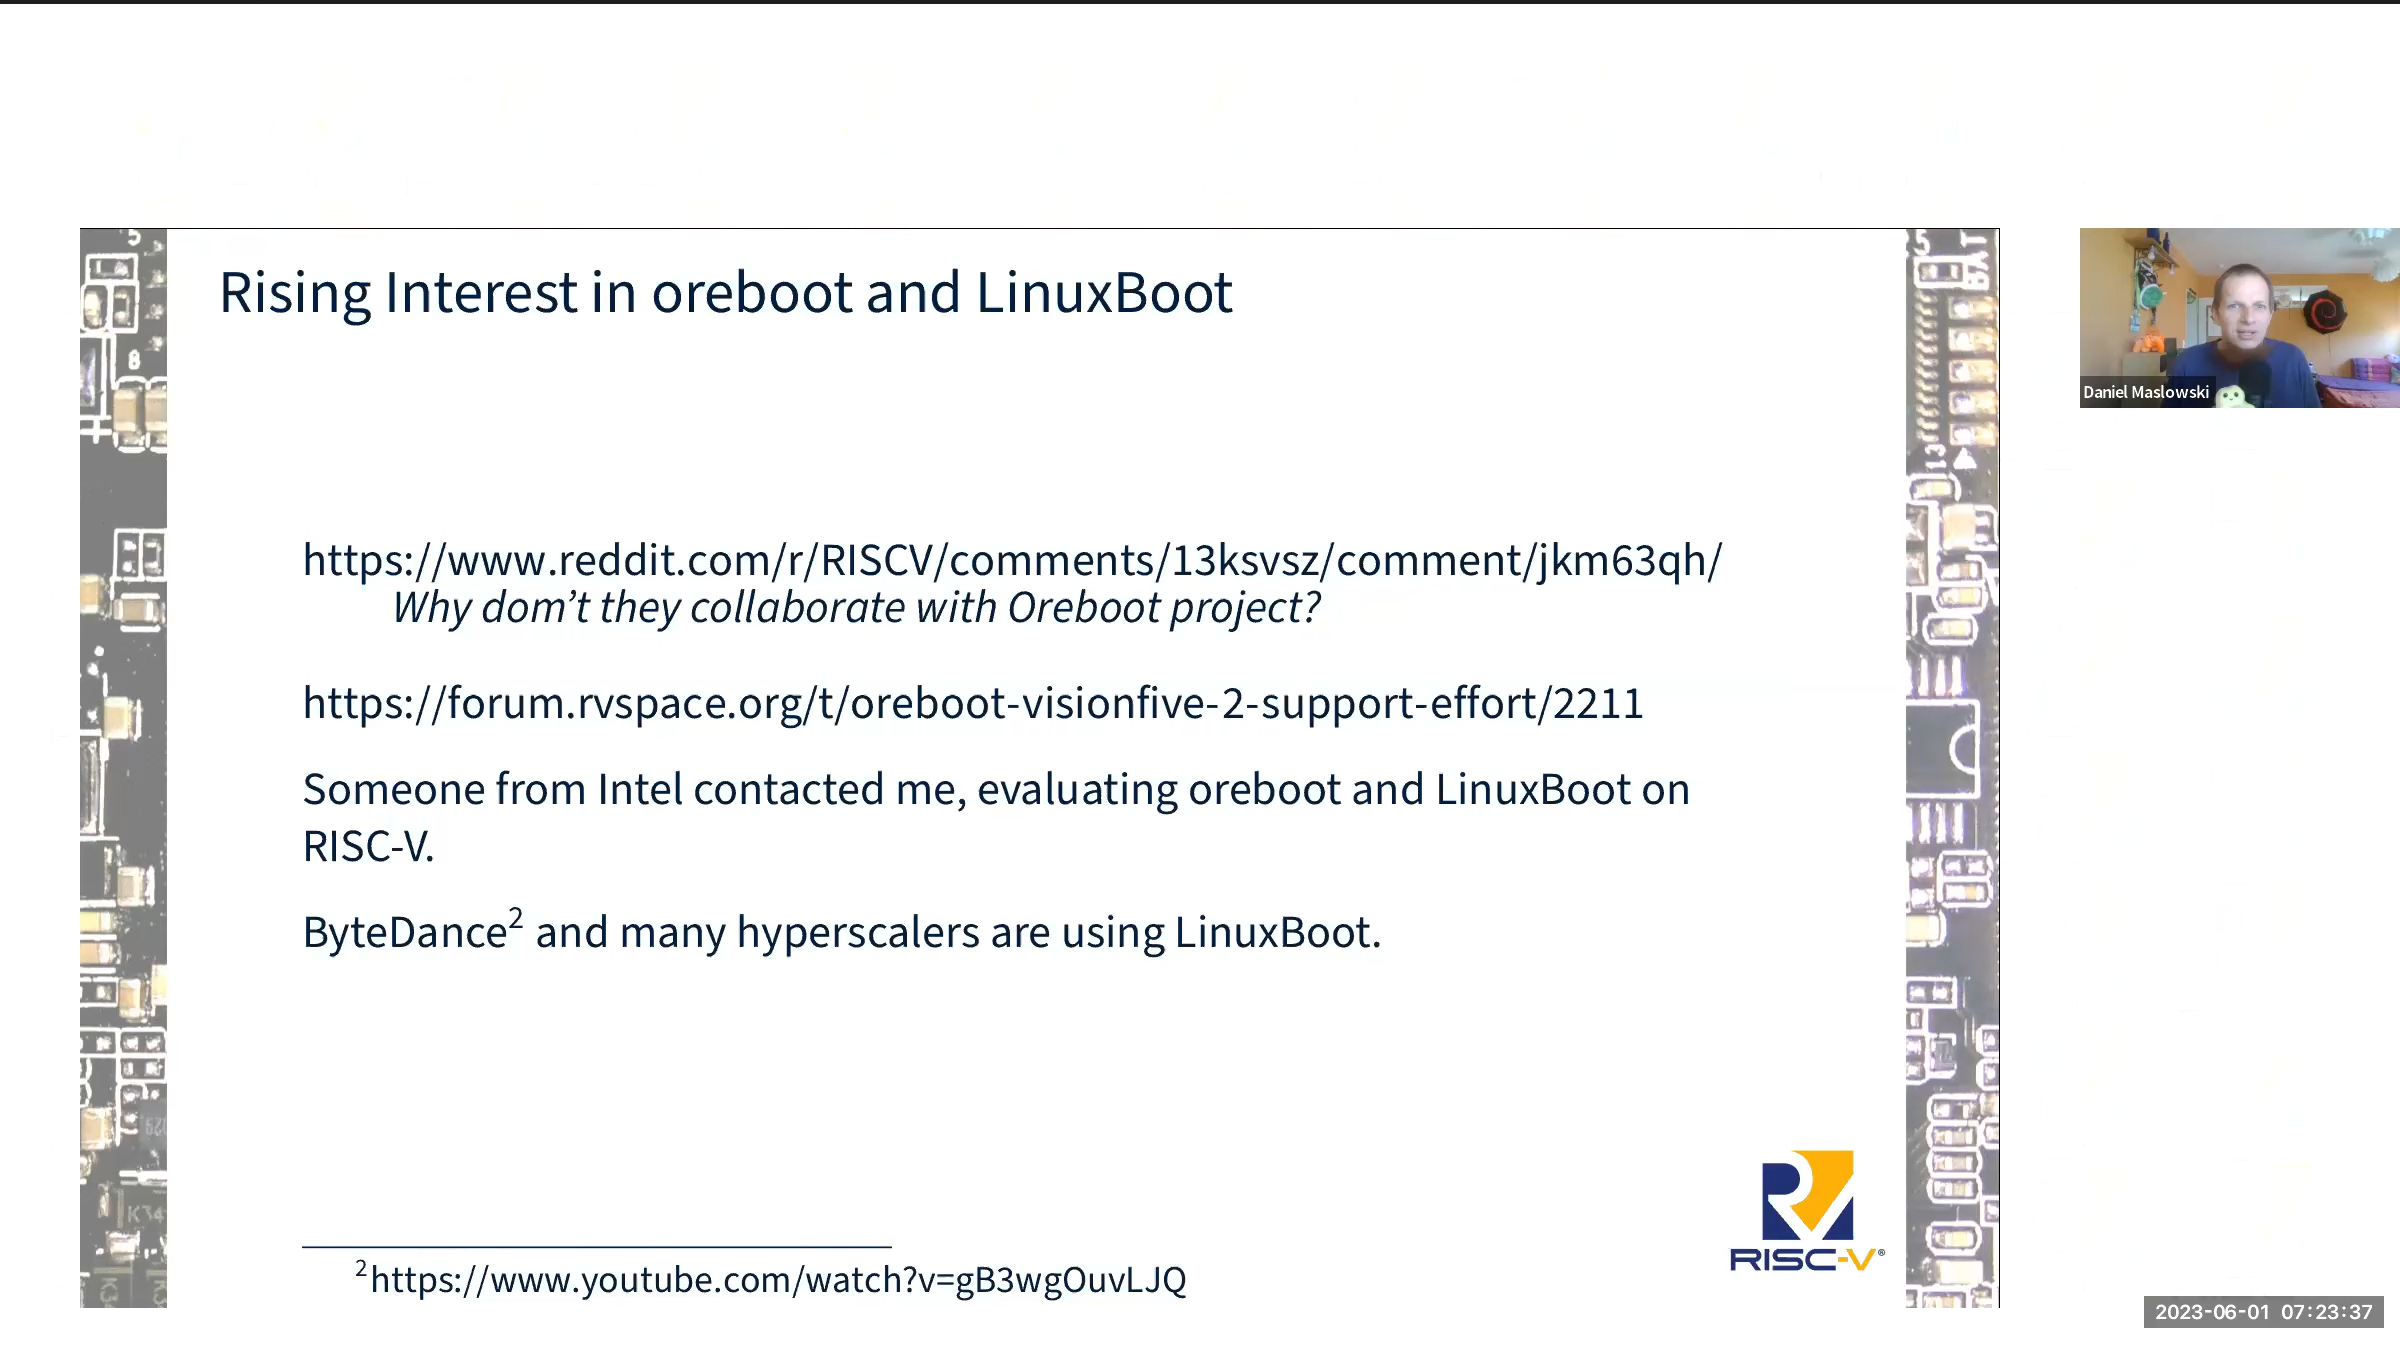 Rising Interest in oreboot and LinuxBoot
https://www.reddit.com/r/RISCV/comments/13ksvsz/comment/jkm63qh/
Why dom’t they collaborate with Oreboot project?
https://forum.rvspace.org/t/oreboot-visionfive-2-support-effort/2211
Someone from Intel contacted me, evaluating oreboot and LinuxBoot on
RISC-V.
ByteDance² and many hyperscalers are using LinuxBoot.
²https://www.youtube.com/watch?v=gB3wgOuvLJQ
RISC-V®
Daniel Maslowski
2023-06-01 07:23:37